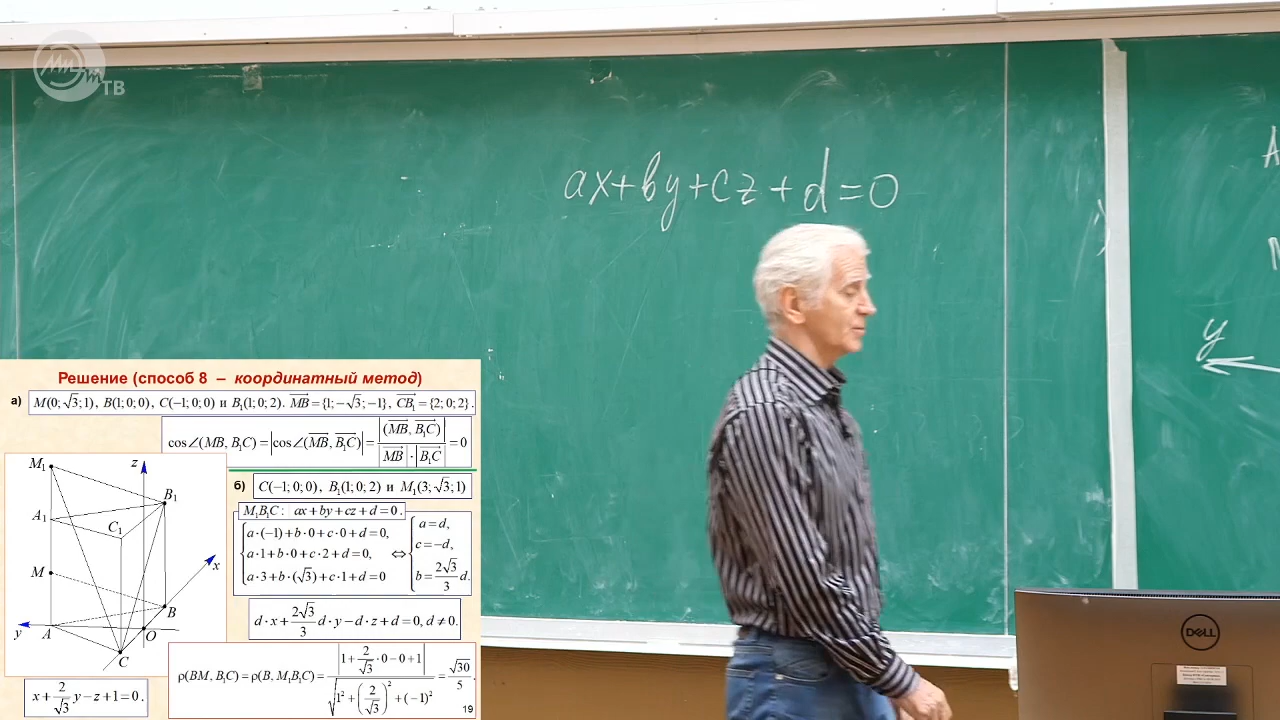 МИЭТ ТВ
ax+by+cz+d=0
A
y
Решение (способ 8 – координатный метод)
а) M(0;√3;1), B(1;0;0), C(−1;0;0) и B₁(1;0;2). MB={1;−√3;−1}, CB₁={2;0;2}.
cos∠(MB, B₁C)=|cos∠(MB, B₁C)|=|(MB, B₁C)|/|MB|·|B₁C|=0
M₁
z
B₁
A₁
C₁
x
M
B
y
A
O
C
б) C(−1;0;0), B₁(1;0;2) и M₁(3;√3;1)
M₁B₁C: ax+by+cz+d=0.
{a·(−1)+b·0+c·0+d=0,
a·1+b·0+c·2+d=0,
a·3+b·(√3)+c·1+d=0
⇔
{a=d,
c=−d,
b=2√3/3 d.
d·x+2√3/3 d·y−d·z+d=0, d≠0.
x+2/√3 y−z+1=0.
ρ(BM, B₁C)=ρ(B, M₁B₁C)=|1+2/√3·0−0+1|/√(1²+(2/√3)²+(−1)²)=√30/5.
19
DELL